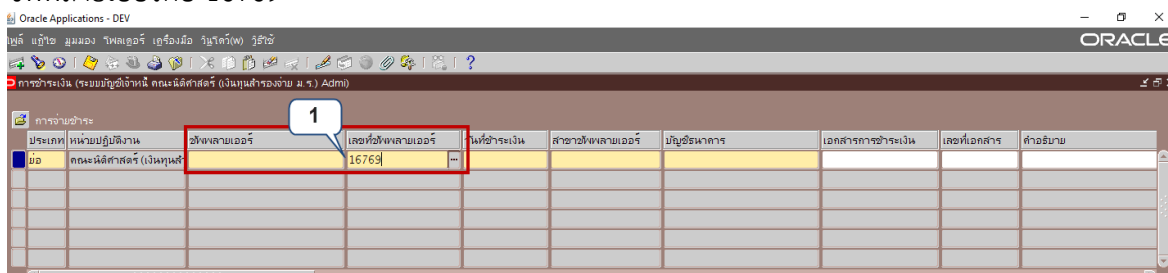 Oracle Applications - DEV
แก้ไข มุมมอง โฟลเดอร์ เครื่องมือ วินโดว์(w) วิธีใช้
ORACLE
การชำระเงิน (ระบบบัญชีเจ้าหนี้ คณะนิติศาสตร์ (เงินทุนสำรองจ่าย ม.ร.) Admi)
1
การจ่ายชำระ
ประเภท หน่วยปฏิบัติงาน ซัพพลายเออร์ เลขที่ซัพพลายเออร์ วันที่ชำระเงิน สาขาซัพพลายเออร์ บัญชีธนาคาร เอกสารการชำระเงิน เลขที่เอกสาร คำอธิบาย
ย่อ คณะนิติศาสตร์ (เงินทุนสำ 16769 ...